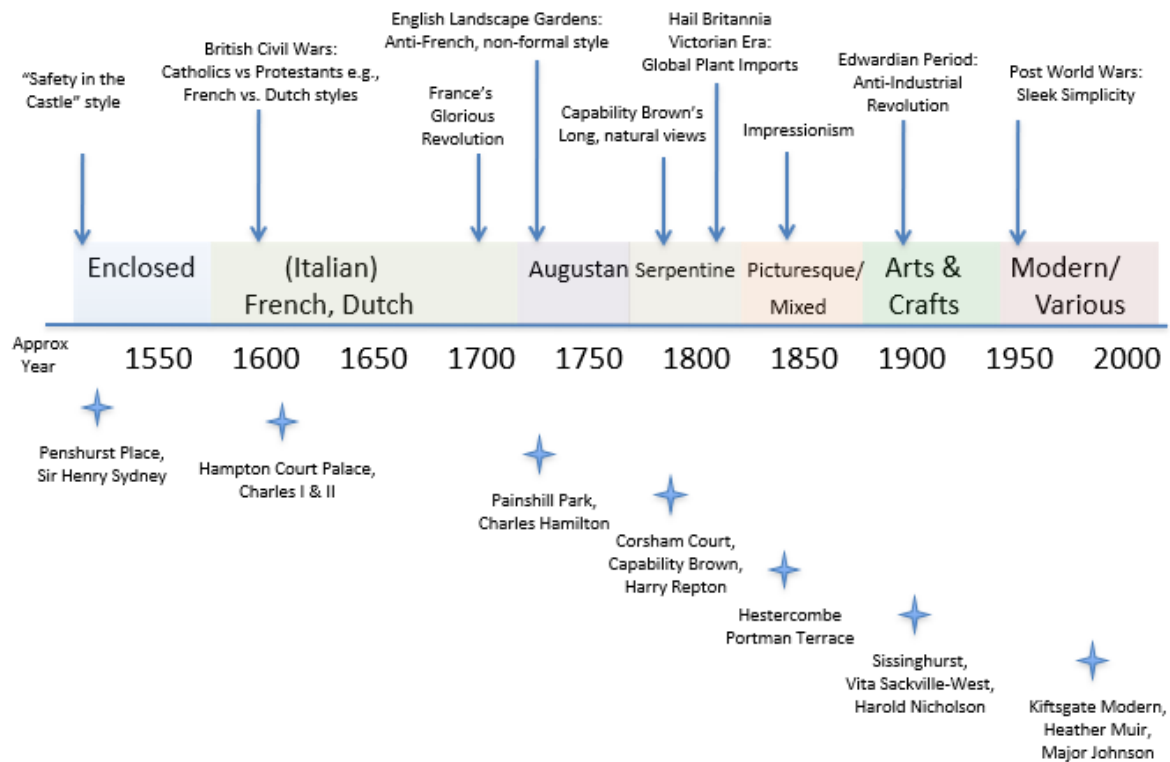 "Safety in the
Castle" style
British Civil Wars:
Catholics vs Protestants e.g.,
French vs. Dutch styles
English Landscape Gardens:
Anti-French, non-formal style
France's
Glorious
Revolution
Capability Brown's
Long, natural views
Hail Britannia
Victorian Era:
Global Plant Imports
Impressionism
Edwardian Period:
Anti-Industrial
Revolution
Post World Wars:
Sleek Simplicity
Enclosed
(Italian)
French, Dutch
Augustan
Serpentine
Picturesque/
Mixed
Arts &
Crafts
Modern/
Various
Approx
Year
1550 1600 1650 1700 1750 1800 1850 1900 1950 2000
Penshurst Place,
Sir Henry Sydney
Hampton Court Palace,
Charles I & II
Painshill Park,
Charles Hamilton
Corsham Court,
Capability Brown,
Harry Repton
Hestercombe
Portman Terrace
Sissinghurst,
Vita Sackville-West,
Harold Nicholson
Kiftsgate Modern,
Heather Muir,
Major Johnson